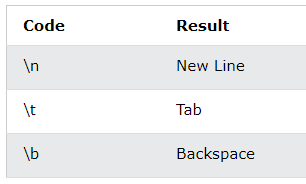 Code Result
\n New Line
\t Tab
\b Backspace